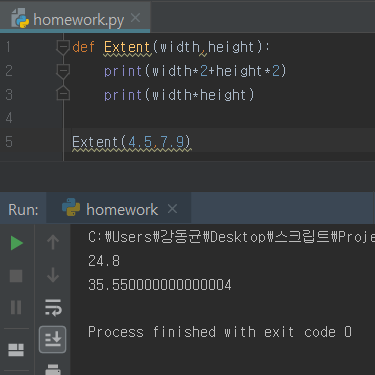 homework.py
1 def Extent(width,height):
2 print(width*2+height*2)
3 print(width*height)
4
5 Extent(4.5,7.9)
Run: homework
C:\Users\강동균\Desktop\스크립트\Proje
24.8
35.550000000000004
Process finished with exit code 0